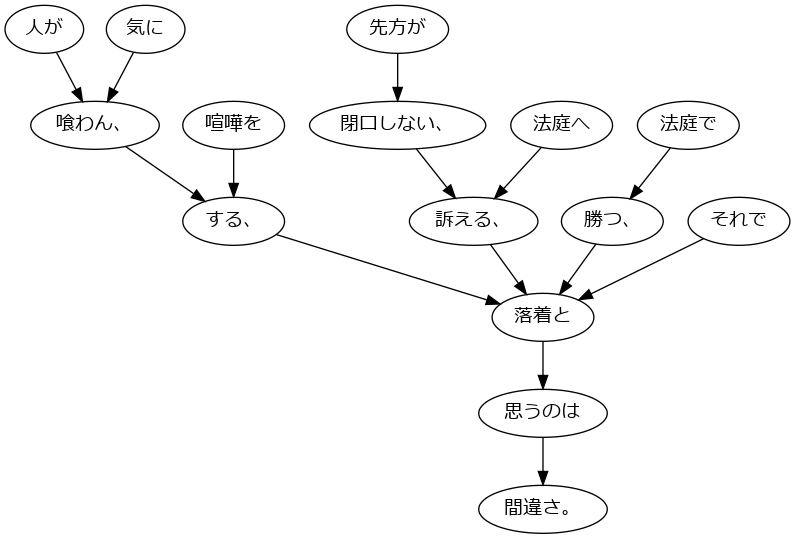 人が
気に
先方が
喰わん、
喧嘩を
閉口しない、
法庭へ
法庭で
する、
訴える、
勝つ、
それで
落着と
思うのは
間違さ。